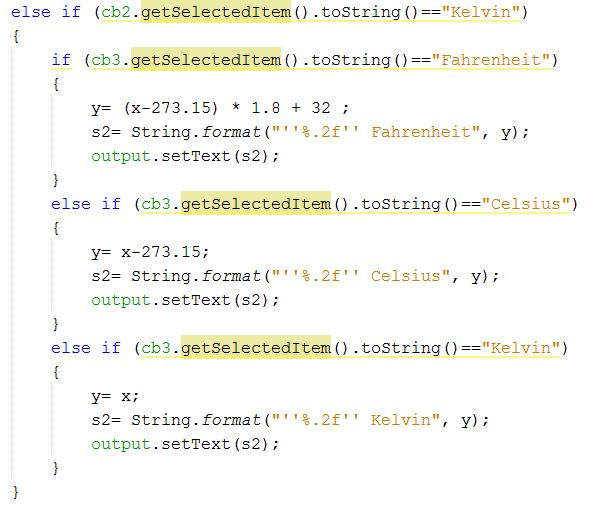 else if (cb2.getSelectedItem().toString()=="Kelvin")
{
if (cb3.getSelectedItem().toString()=="Fahrenheit")
{
y= (x-273.15) * 1.8 + 32 ;
s2= String.format("''%.2f'' Fahrenheit", y);
output.setText(s2);
}
else if (cb3.getSelectedItem().toString()=="Celsius")
{
y= x-273.15;
s2= String.format("''%.2f'' Celsius", y);
output.setText(s2);
}
else if (cb3.getSelectedItem().toString()=="Kelvin")
{
y= x;
s2= String.format("''%.2f'' Kelvin", y);
output.setText(s2);
}
}